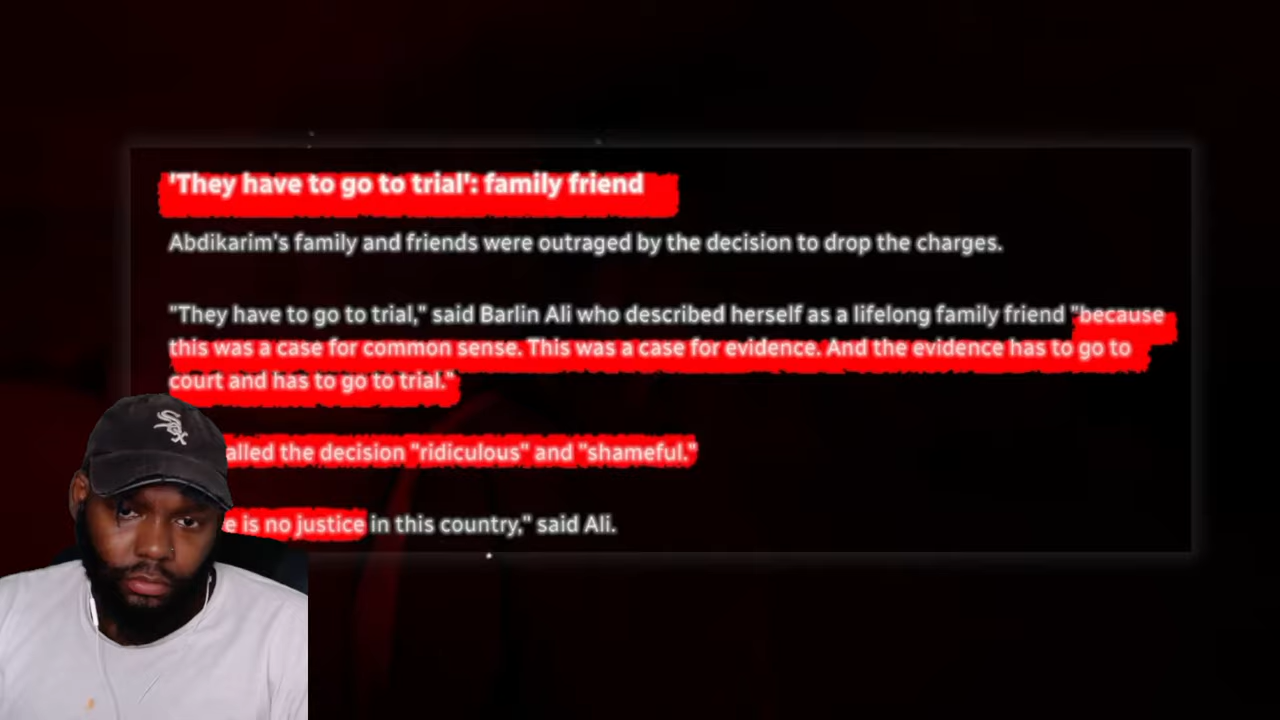 'They have to go to trial': family friend
Abdikarim's family and friends were outraged by the decision to drop the charges.
"They have to go to trial," said Barlin Ali who described herself as a lifelong family friend "because
this was a case for common sense. This was a case for evidence. And the evidence has to go to
court and has to go to trial."
the decision "ridiculous" and "shameful."
is no justice in this country," said Ali.
Sox